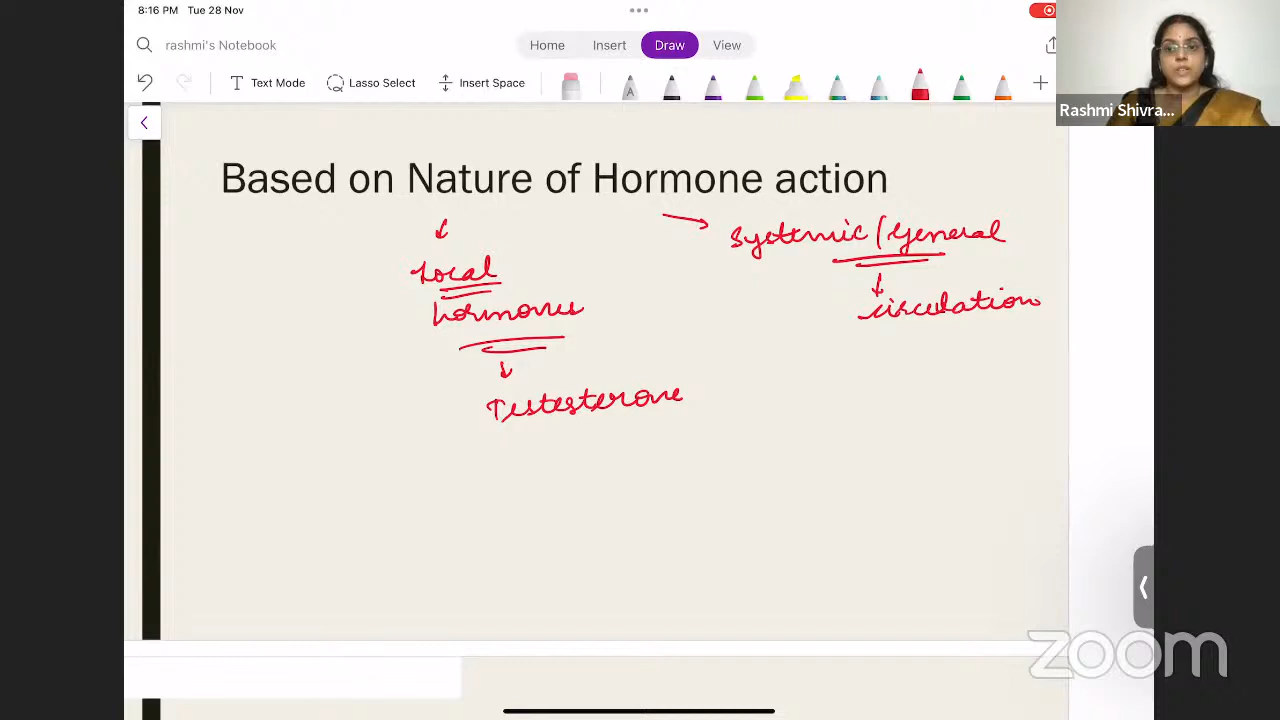 8:16 PM Tue 28 Nov
rashmi's Notebook
Home Insert Draw View
Text Mode Lasso Select Insert Space
A
Rashmi Shivra...
Based on Nature of Hormone action
Systemic/General
Local
circulation
hormones
Testesterone
zoom